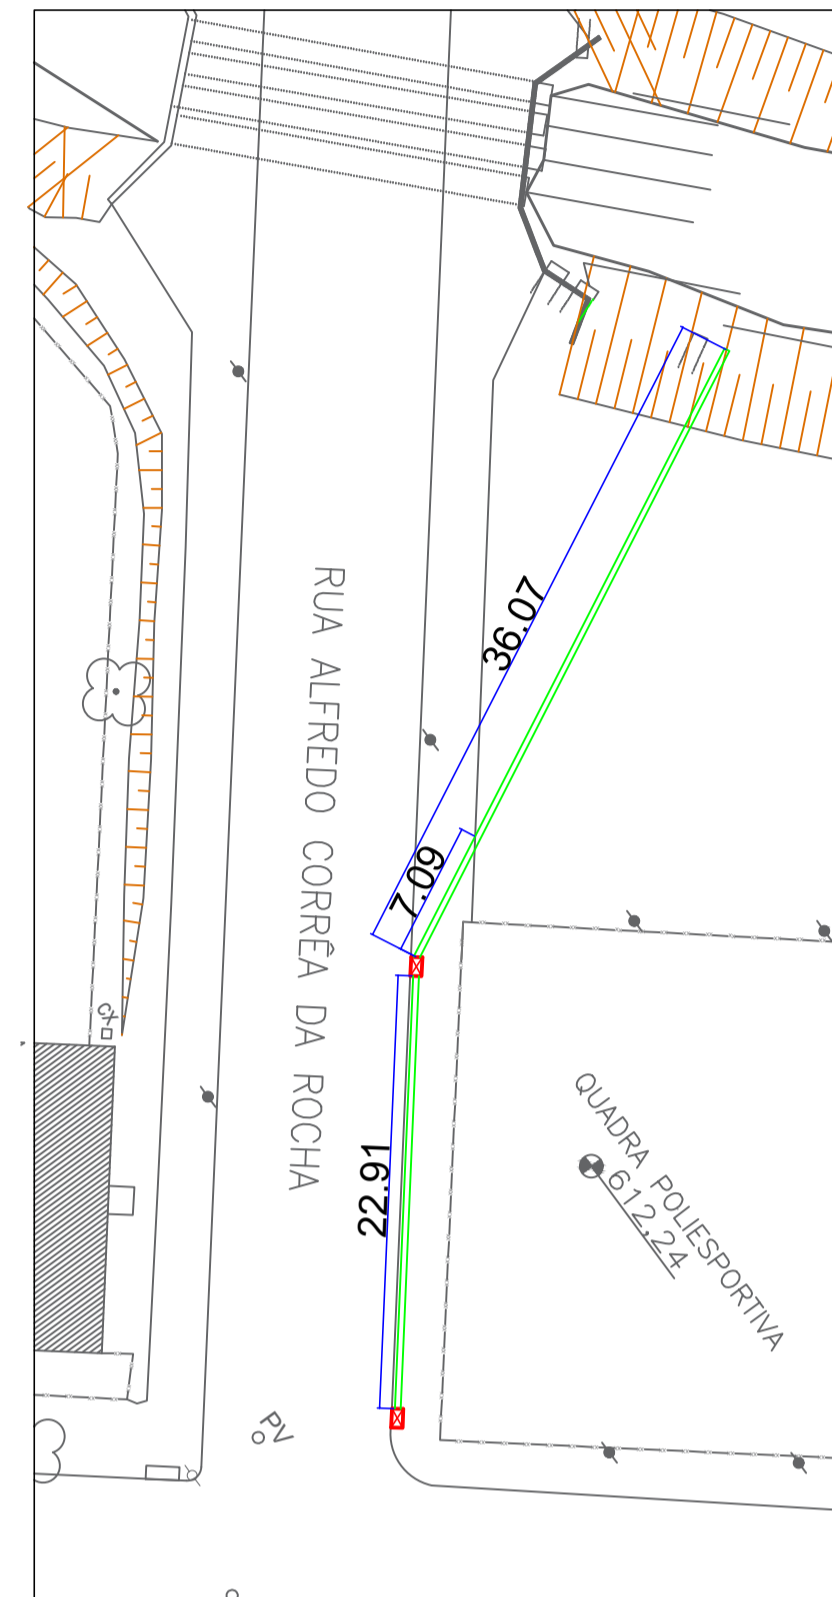 36.07
RUA ALFREDO CORRÊA DA ROCHA
7.09
CX
22.91
QUADRA POLIESPORTIVA
612,24
PV